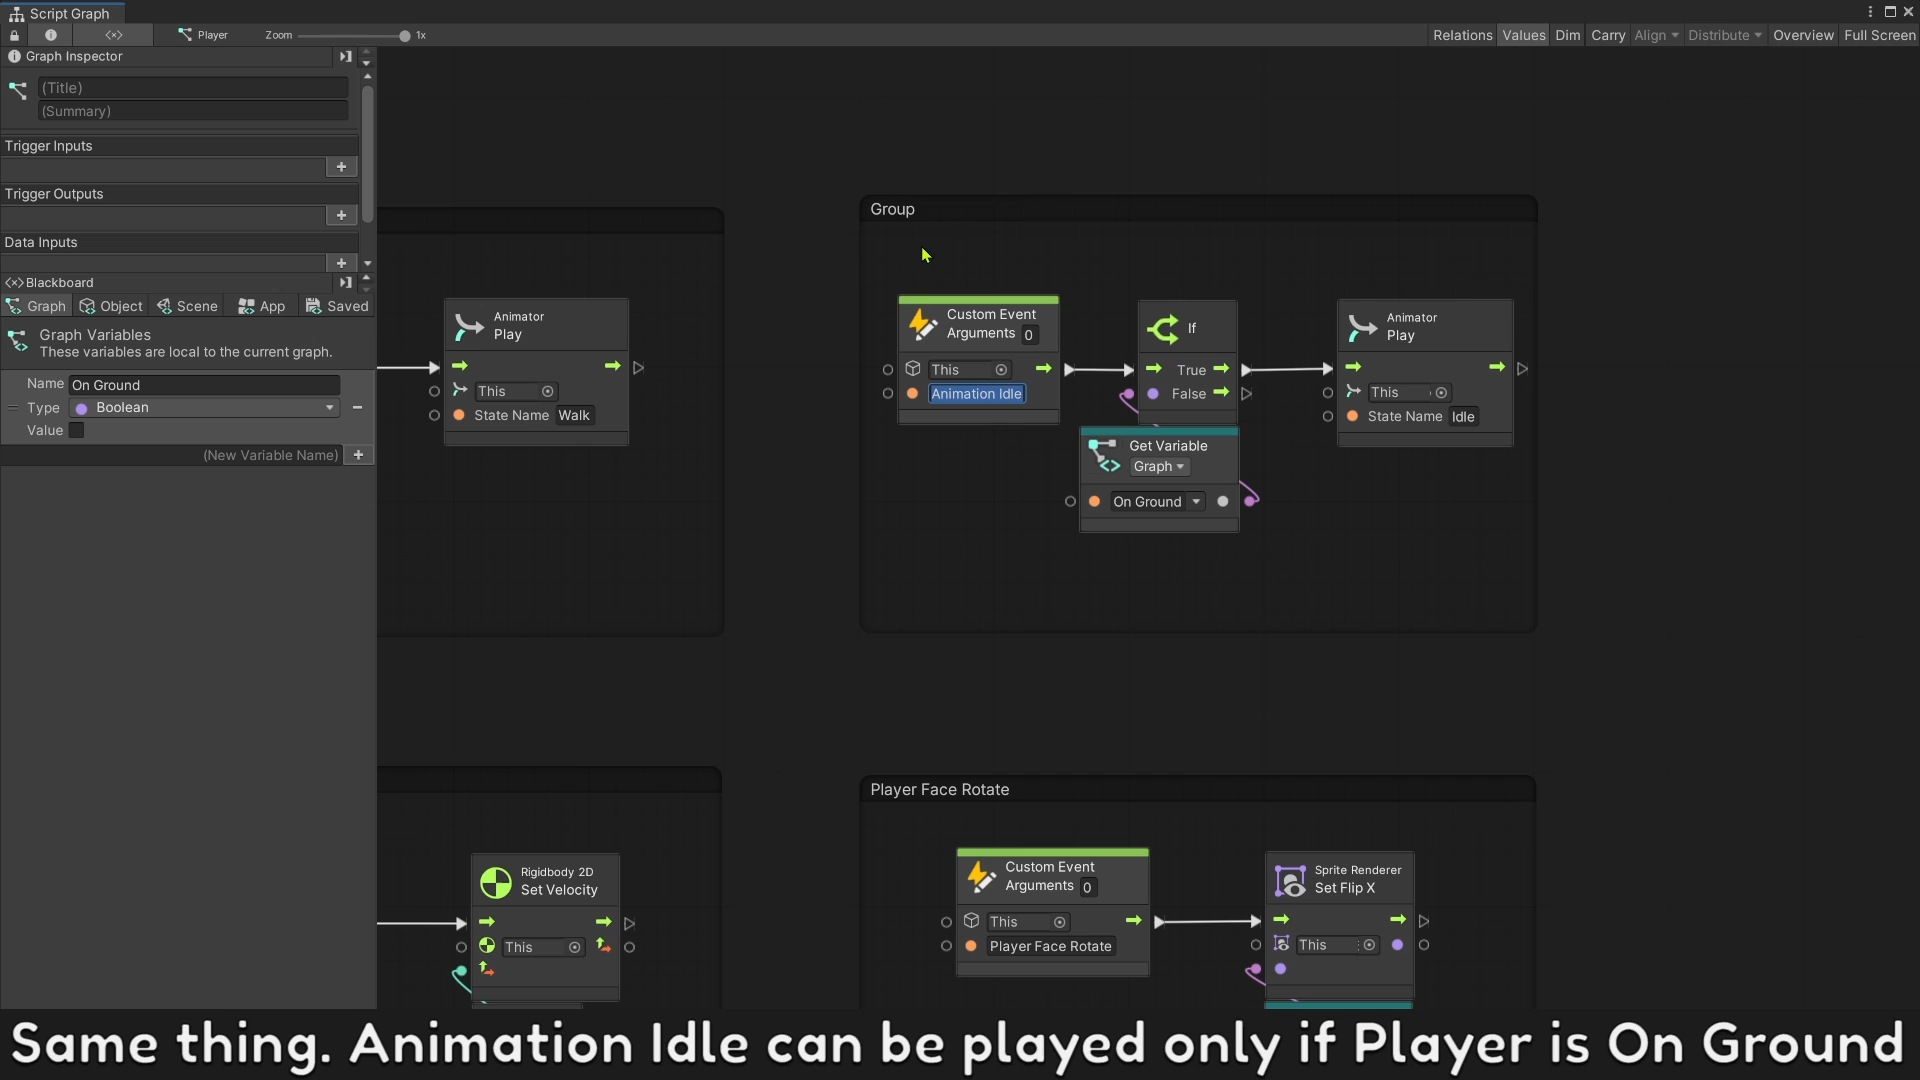 Script Graph
Player
Zoom
1x
Relations
Values
Dim
Carry
Align
Distribute
Overview
Full Screen
Graph Inspector
(Title)
(Summary)
Trigger Inputs
Trigger Outputs
Data Inputs
Blackboard
Graph
Object
Scene
App
Saved
Graph Variables
These variables are local to the current graph.
Name On Ground
Type Boolean
Value
(New Variable Name)
Animator
Play
This
State Name Walk
Group
Custom Event
Arguments 0
This
Animation Idle
If
True
False
Animator
Play
This
State Name Idle
Get Variable
Graph
On Ground
Rigidbody 2D
Set Velocity
This
Player Face Rotate
Custom Event
Arguments 0
This
Player Face Rotate
Sprite Renderer
Set Flip X
This
Same thing. Animation Idle can be played only if Player is On Ground